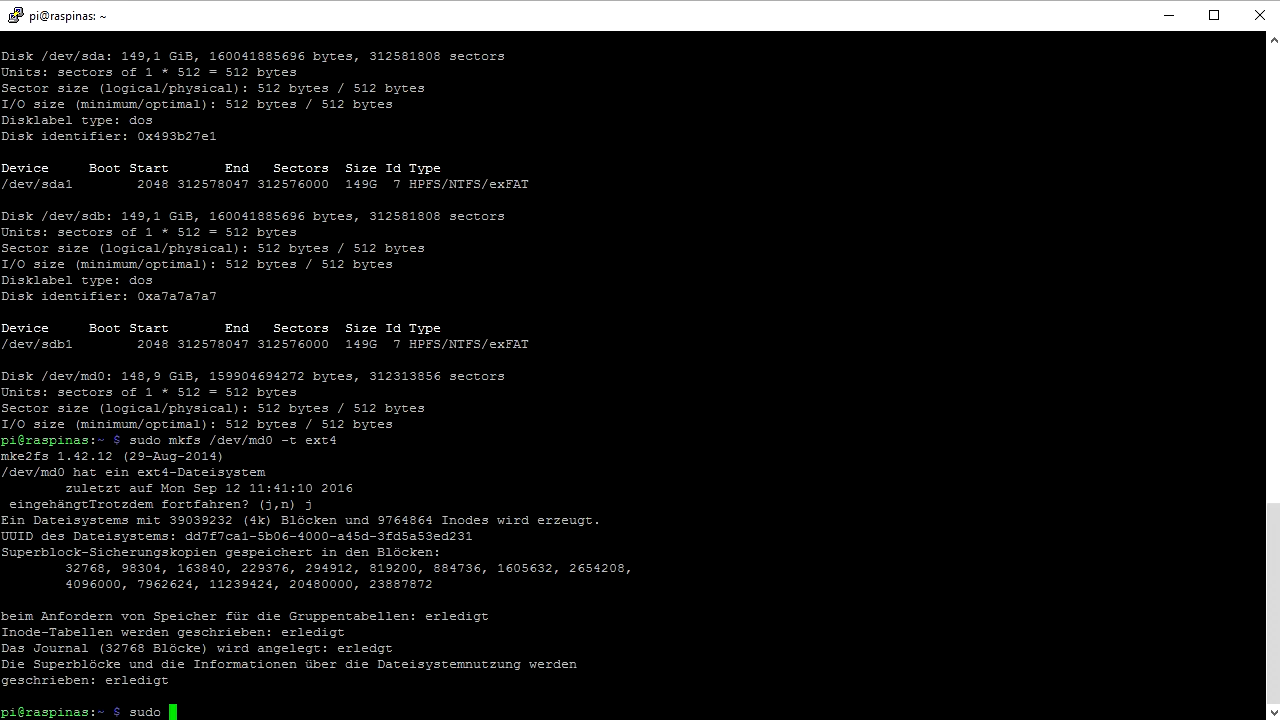 pi@raspinas: ~
Disk /dev/sda: 149,1 GiB, 160041885696 bytes, 312581808 sectors
Units: sectors of 1 * 512 = 512 bytes
Sector size (logical/physical): 512 bytes / 512 bytes
I/O size (minimum/optimal): 512 bytes / 512 bytes
Disklabel type: dos
Disk identifier: 0x493b27e1
Device     Boot Start       End   Sectors  Size Id Type
/dev/sda1        2048 312578047 312576000  149G  7 HPFS/NTFS/exFAT
Disk /dev/sdb: 149,1 GiB, 160041885696 bytes, 312581808 sectors
Units: sectors of 1 * 512 = 512 bytes
Sector size (logical/physical): 512 bytes / 512 bytes
I/O size (minimum/optimal): 512 bytes / 512 bytes
Disklabel type: dos
Disk identifier: 0xa7a7a7a7
Device     Boot Start       End   Sectors  Size Id Type
/dev/sdb1        2048 312578047 312576000  149G  7 HPFS/NTFS/exFAT
Disk /dev/md0: 148,9 GiB, 159904694272 bytes, 312313856 sectors
Units: sectors of 1 * 512 = 512 bytes
Sector size (logical/physical): 512 bytes / 512 bytes
I/O size (minimum/optimal): 512 bytes / 512 bytes
pi@raspinas:~ $ sudo mkfs /dev/md0 -t ext4
mke2fs 1.42.12 (29-Aug-2014)
/dev/md0 hat ein ext4-Dateisystem
zuletzt auf Mon Sep 12 11:41:10 2016
eingehängtTrotzdem fortfahren? (j,n) j
Ein Dateisystems mit 39039232 (4k) Blöcken und 9764864 Inodes wird erzeugt.
UUID des Dateisystems: dd7f7ca1-5b06-4000-a45d-3fd5a53ed231
Superblock-Sicherungskopien gespeichert in den Blöcken:
32768, 98304, 163840, 229376, 294912, 819200, 884736, 1605632, 2654208,
4096000, 7962624, 11239424, 20480000, 23887872
beim Anfordern von Speicher für die Gruppentabellen: erledigt
Inode-Tabellen werden geschrieben: erledigt
Das Journal (32768 Blöcke) wird angelegt: erledgt
Die Superblöcke und die Informationen über die Dateisystemnutzung werden
geschrieben: erledigt
pi@raspinas:~ $ sudo